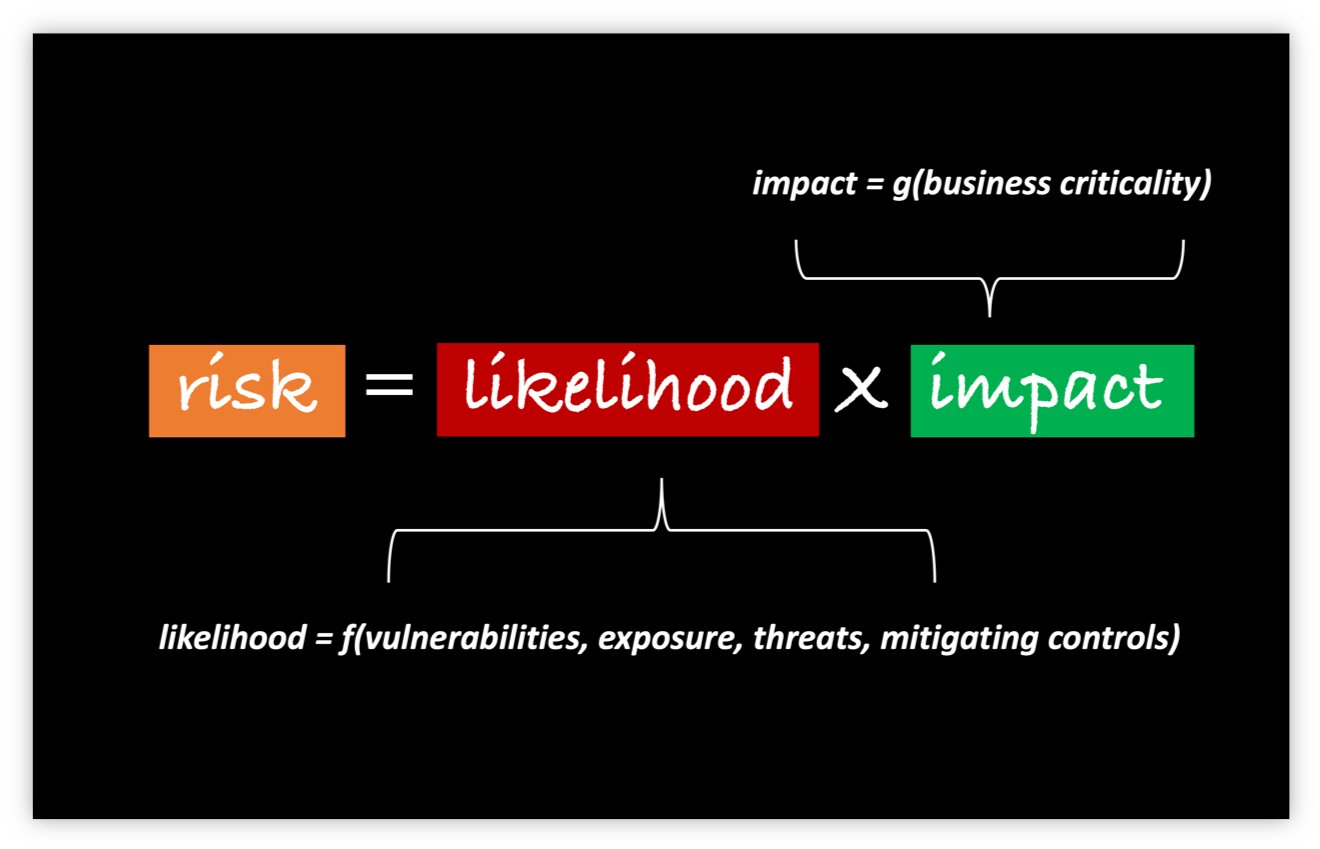 impact = g(business criticality)
risk = likelihood x impact
likelihood = f(vulnerabilities, exposure, threats, mitigating controls)